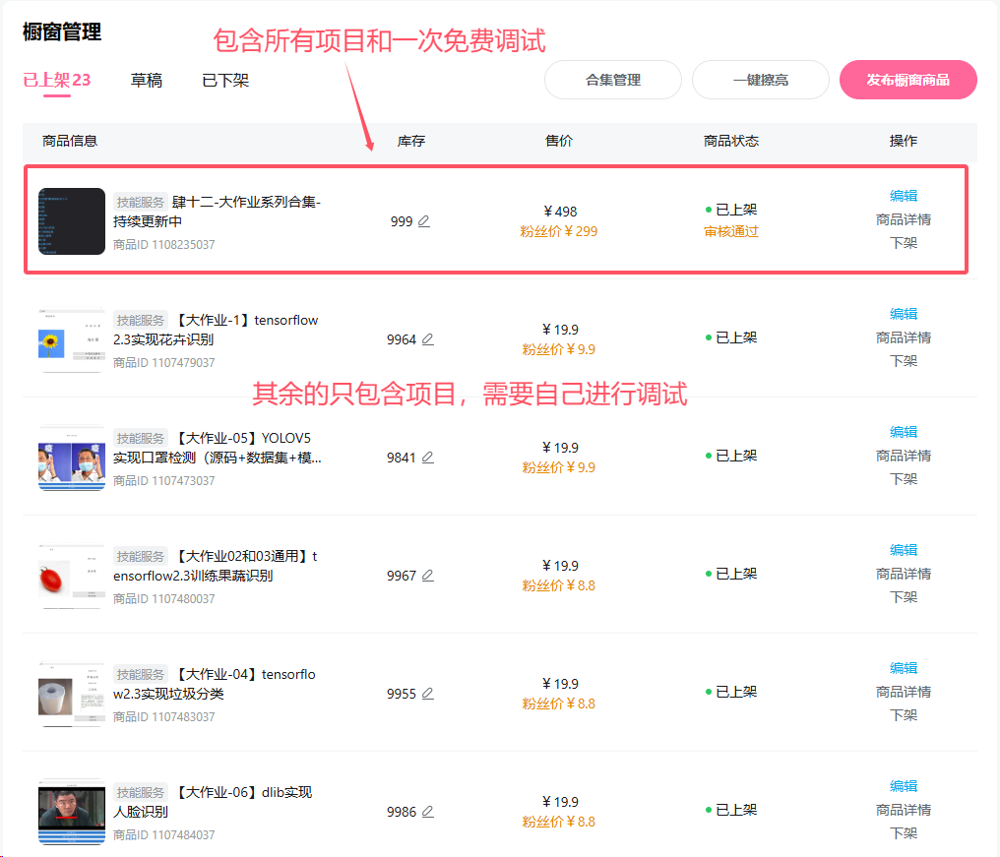 橱窗管理
包含所有项目和一次免费调试
已上架 23 草稿 已下架 合集管理 一键擦亮 发布橱窗商品
商品信息 库存 售价 商品状态 操作
技能服务 肆十二-大作业系列合集-
持续更新中
商品ID 1108235037
999
¥ 498
粉丝价 ¥ 299
已上架
审核通过
编辑
商品详情
下架
技能服务 【大作业-1】tensorflow
2.3实现花卉识别
商品ID 1107479037
9964
¥ 19.9
粉丝价 ¥ 9.9
已上架
编辑
商品详情
下架
其余的只包含项目，需要自己进行调试
技能服务 【大作业-05】YOLOV5
实现口罩检测（源码+数据集+模...
商品ID 1107473037
9841
¥ 19.9
粉丝价 ¥ 9.9
已上架
编辑
商品详情
下架
技能服务 【大作业02和03通用】t
ensorflow2.3训练果蔬识别
商品ID 1107480037
9967
¥ 19.9
粉丝价 ¥ 8.8
已上架
编辑
商品详情
下架
技能服务 【大作业-04】tensorflo
w2.3实现垃圾分类
商品ID 1107483037
9955
¥ 19.9
粉丝价 ¥ 8.8
已上架
编辑
商品详情
下架
技能服务 【大作业-06】dlib实现
人脸识别
商品ID 1107484037
9986
¥ 19.9
粉丝价 ¥ 8.8
已上架
编辑
商品详情
下架